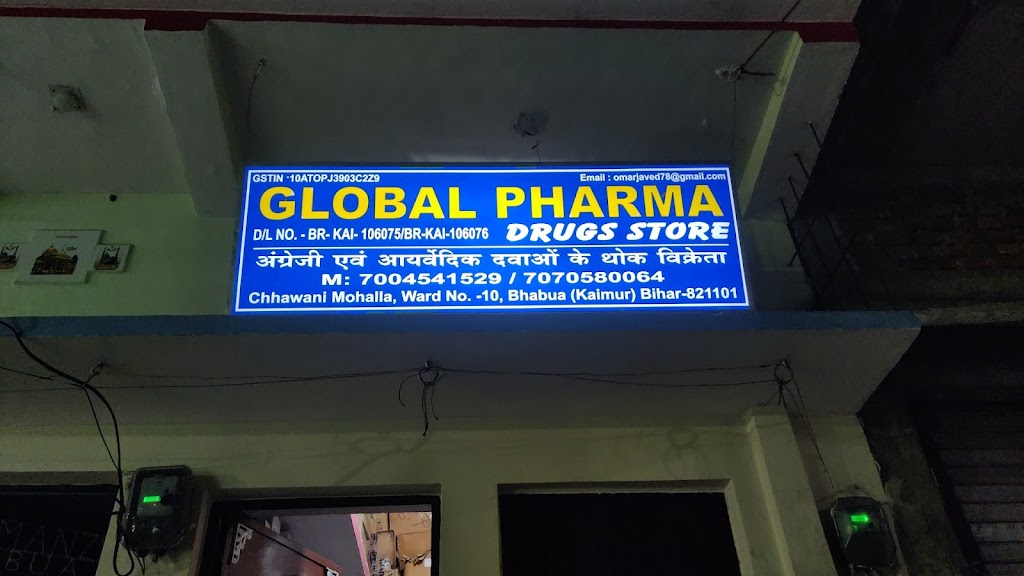 GSTIN :10ATOPJ3903C2Z9
Email : omarjaved78@gmail.com
GLOBAL PHARMA
D/L NO. - BR- KAI- 106075/BR-KAI-106076
DRUGS STORE
अंग्रेजी एवं आयर्वेदिक दवाओं के थोक विक्रेता
M: 7004541529 / 7070580064
Chhawani Mohalla, Ward No. -10, Bhabua (Kaimur) Bihar-821101